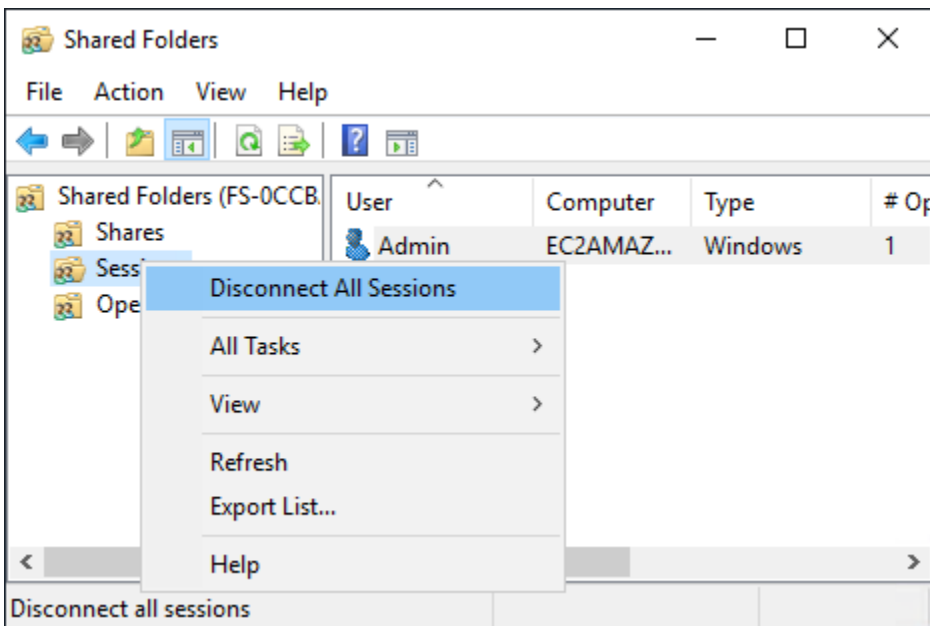 Shared Folders
File Action View Help
Shared Folders (FS-0CCB.
Shares
Sessi
Ope
User Computer Type # Op
Admin EC2AMAZ... Windows 1
Disconnect All Sessions
All Tasks
View
Refresh
Export List...
Help
Disconnect all sessions